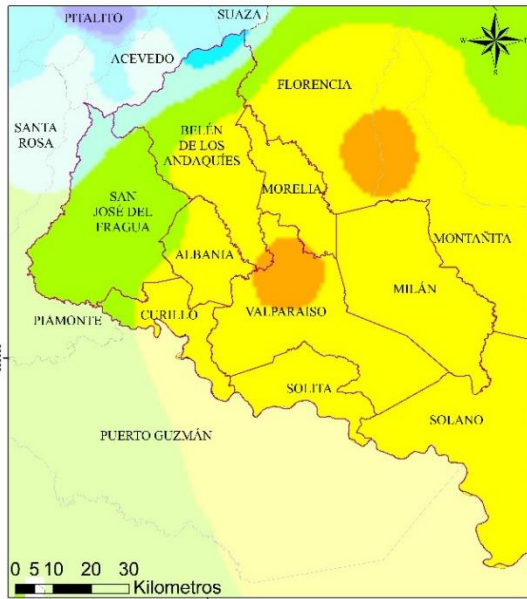 PITALITO
SUAZA
ACEVEDO
N
W
S
FLORENCIA
SANTA
ROSA
BELÉN
DE LOS
ANDAQUÍES
SAN
JOSÉ DEL
FRAGUA
MORELIA
MONTAÑITA
ALBANIA
MILÁN
PIAMONTE
CURILLO
VALPARAISO
SOLITA
SOLANO
PUERTO GUZMÁN
0 5 10 20 30
Kilometros